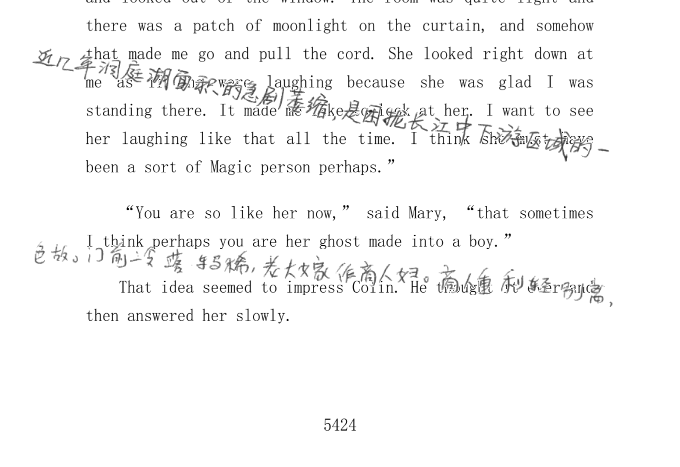 and looked out of the window. The room was quite light and
there was a patch of moonlight on the curtain, and somehow
that made me go and pull the cord. She looked right down at
近几年洞庭湖面积的急剧萎缩,是困扰长江中下游区域的一
me as if she were laughing because she was glad I was
standing there. It made me like to look at her. I want to see
her laughing like that all the time. I think she must have
been a sort of Magic person perhaps.”
“You are so like her now,” said Mary, “that sometimes
I think perhaps you are her ghost made into a boy.”
色故。门前冷落鞍马稀,老大嫁作商人妇。商人重利轻别离,
That idea seemed to impress Colin. He thought it over and
then answered her slowly.
5424